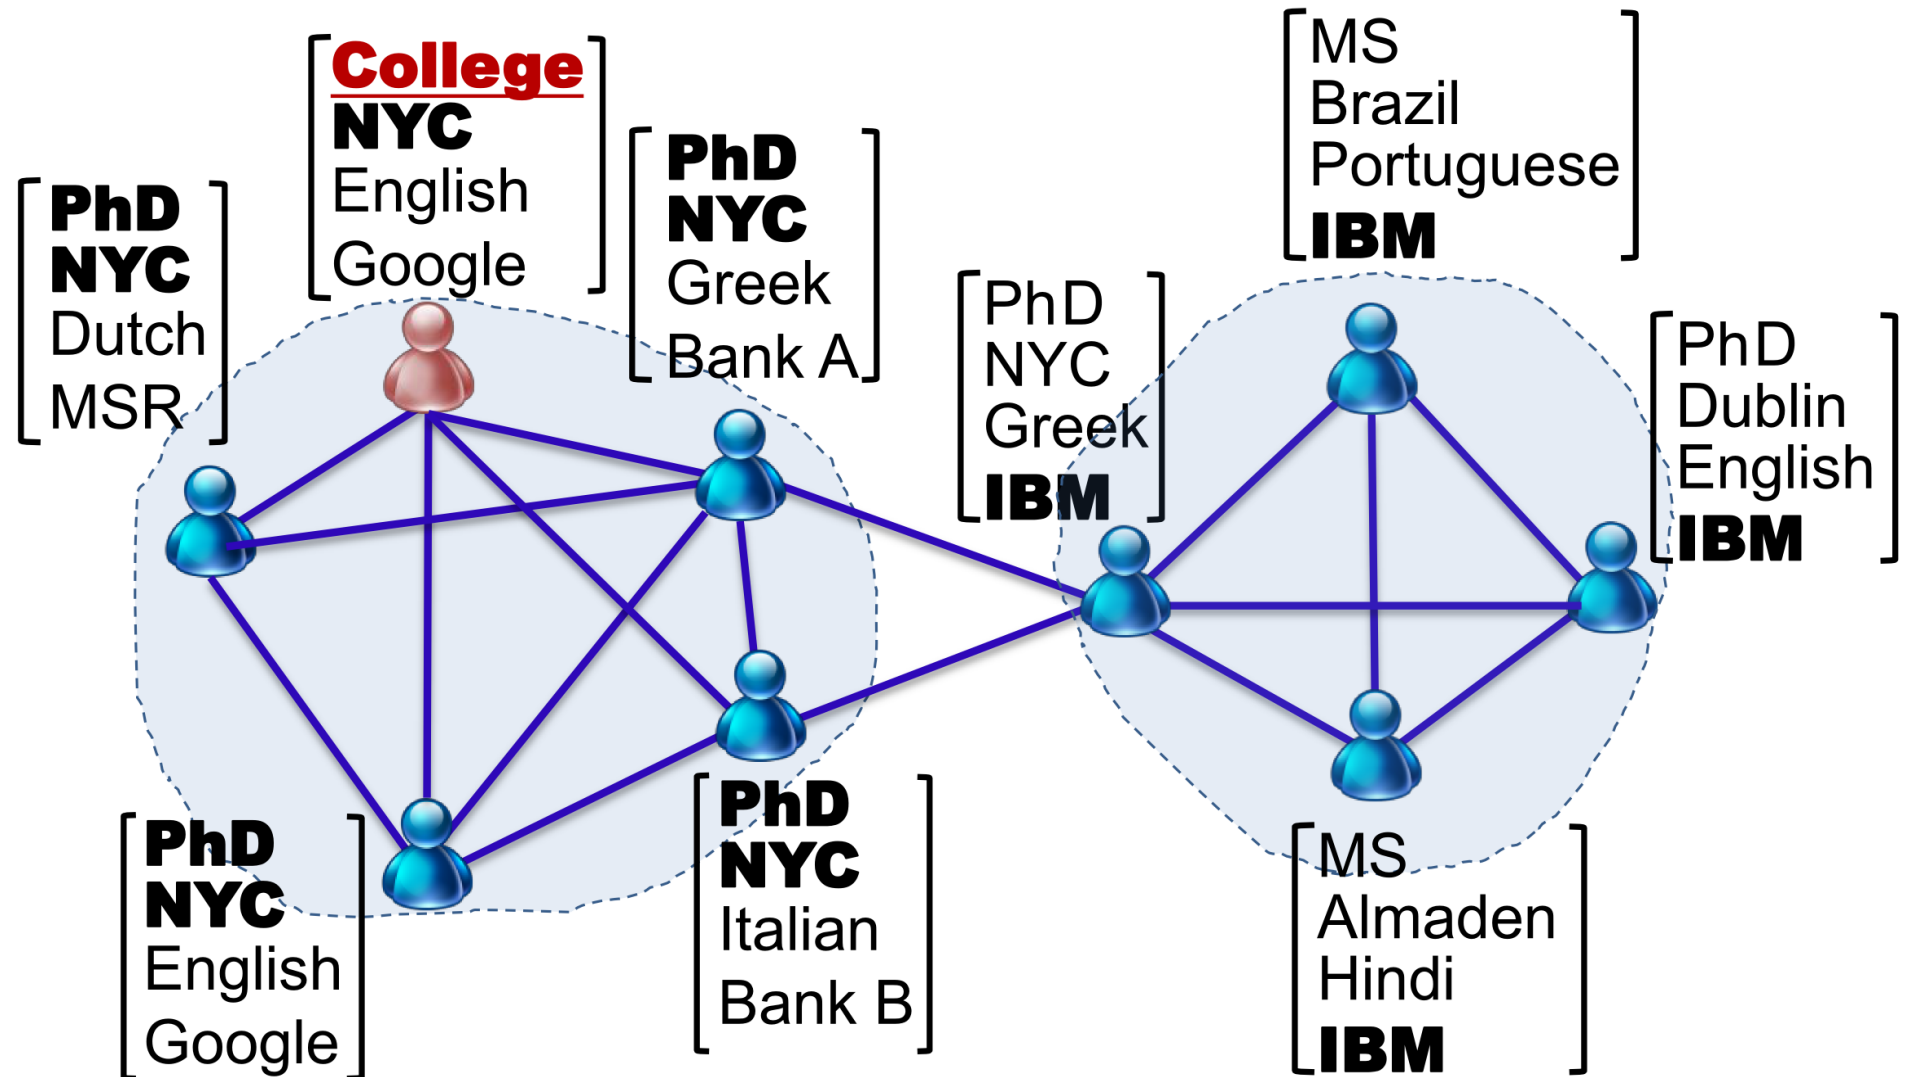 College
NYC
English
Google
PhD
NYC
Dutch
MSR
PhD
NYC
Greek
Bank A
PhD
NYC
Greek
IBM
MS
Brazil
Portuguese
IBM
PhD
Dublin
English
IBM
PhD
NYC
English
Google
PhD
NYC
Italian
Bank B
MS
Almaden
Hindi
IBM